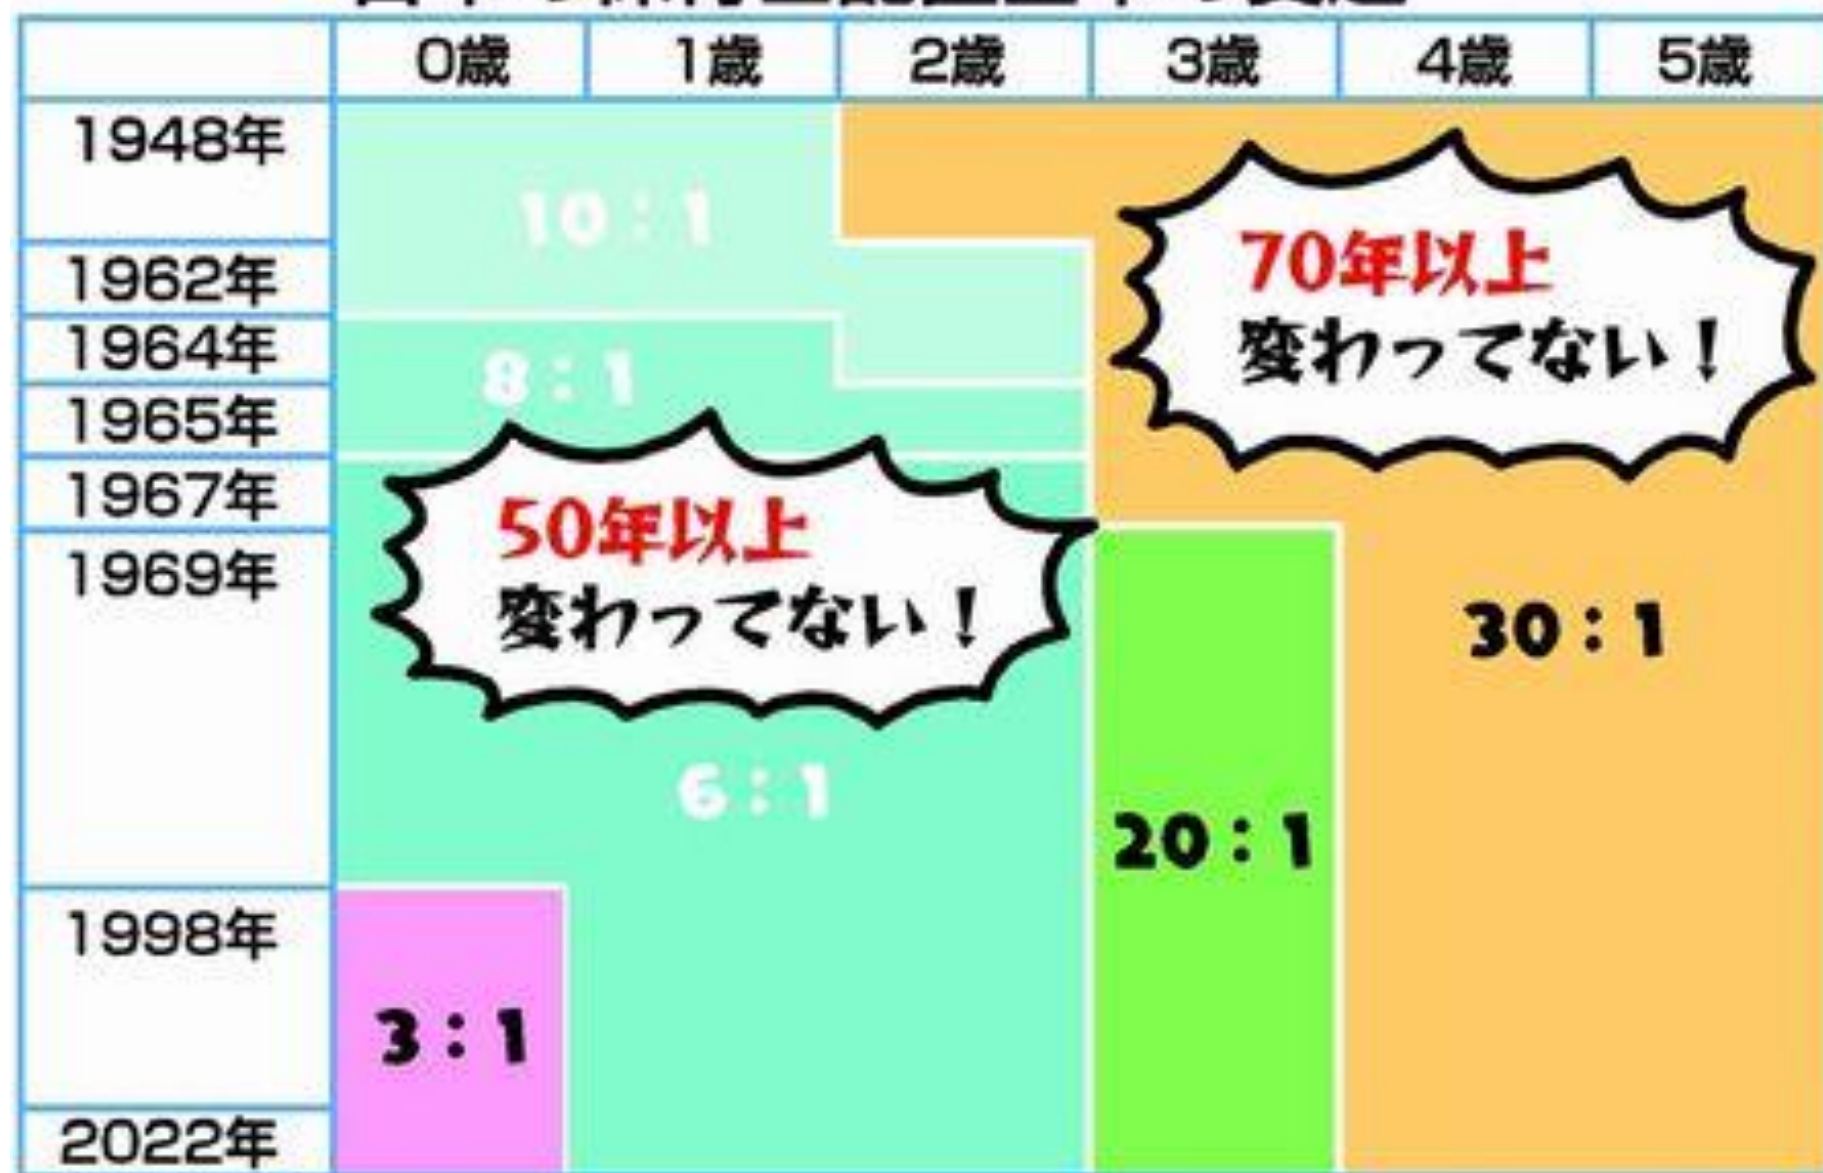 0歳 1歳 2歳 3歳 4歳 5歳
1948年
10：1
70年以上
変わってない！
1962年
1964年
8：1
1965年
1967年
50年以上
変わってない！
1969年
30：1
6：1
20：1
1998年
3：1
2022年